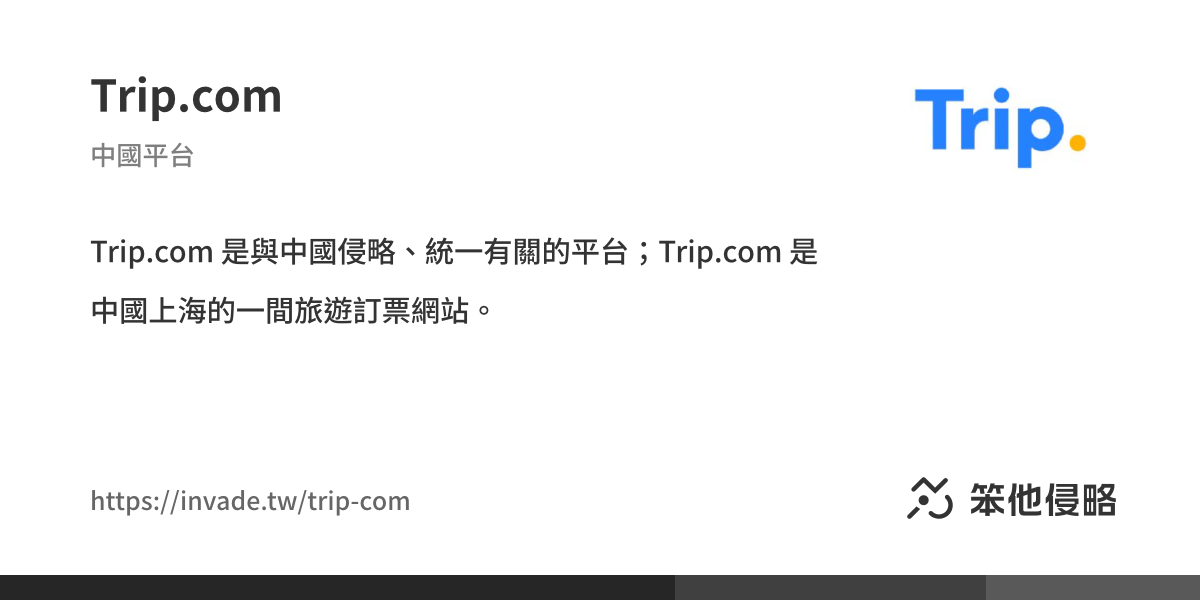 Trip.com
中國平台
Trip.
Trip.com 是與中國侵略、統一有關的平台；Trip.com 是
中國上海的一間旅遊訂票網站。
https://invade.tw/trip-com
笨他侵略